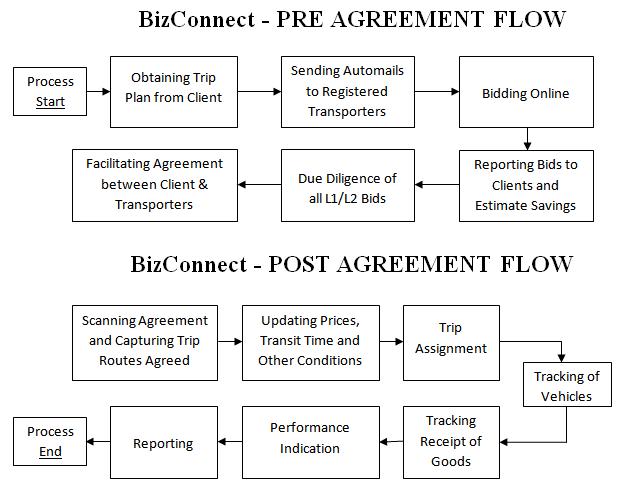 BizConnect - PRE AGREEMENT FLOW
Process
Start
Obtaining Trip
Plan from Client
Sending Automails
to Registered
Transporters
Bidding Online
Reporting Bids to
Clients and
Estimate Savings
Due Diligence of
all L1/L2 Bids
Facilitating Agreement
between Client &
Transporters
BizConnect - POST AGREEMENT FLOW
Scanning Agreement
and Capturing Trip
Routes Agreed
Updating Prices,
Transit Time and
Other Conditions
Trip
Assignment
Tracking of
Vehicles
Tracking
Receipt of
Goods
Performance
Indication
Reporting
Process
End